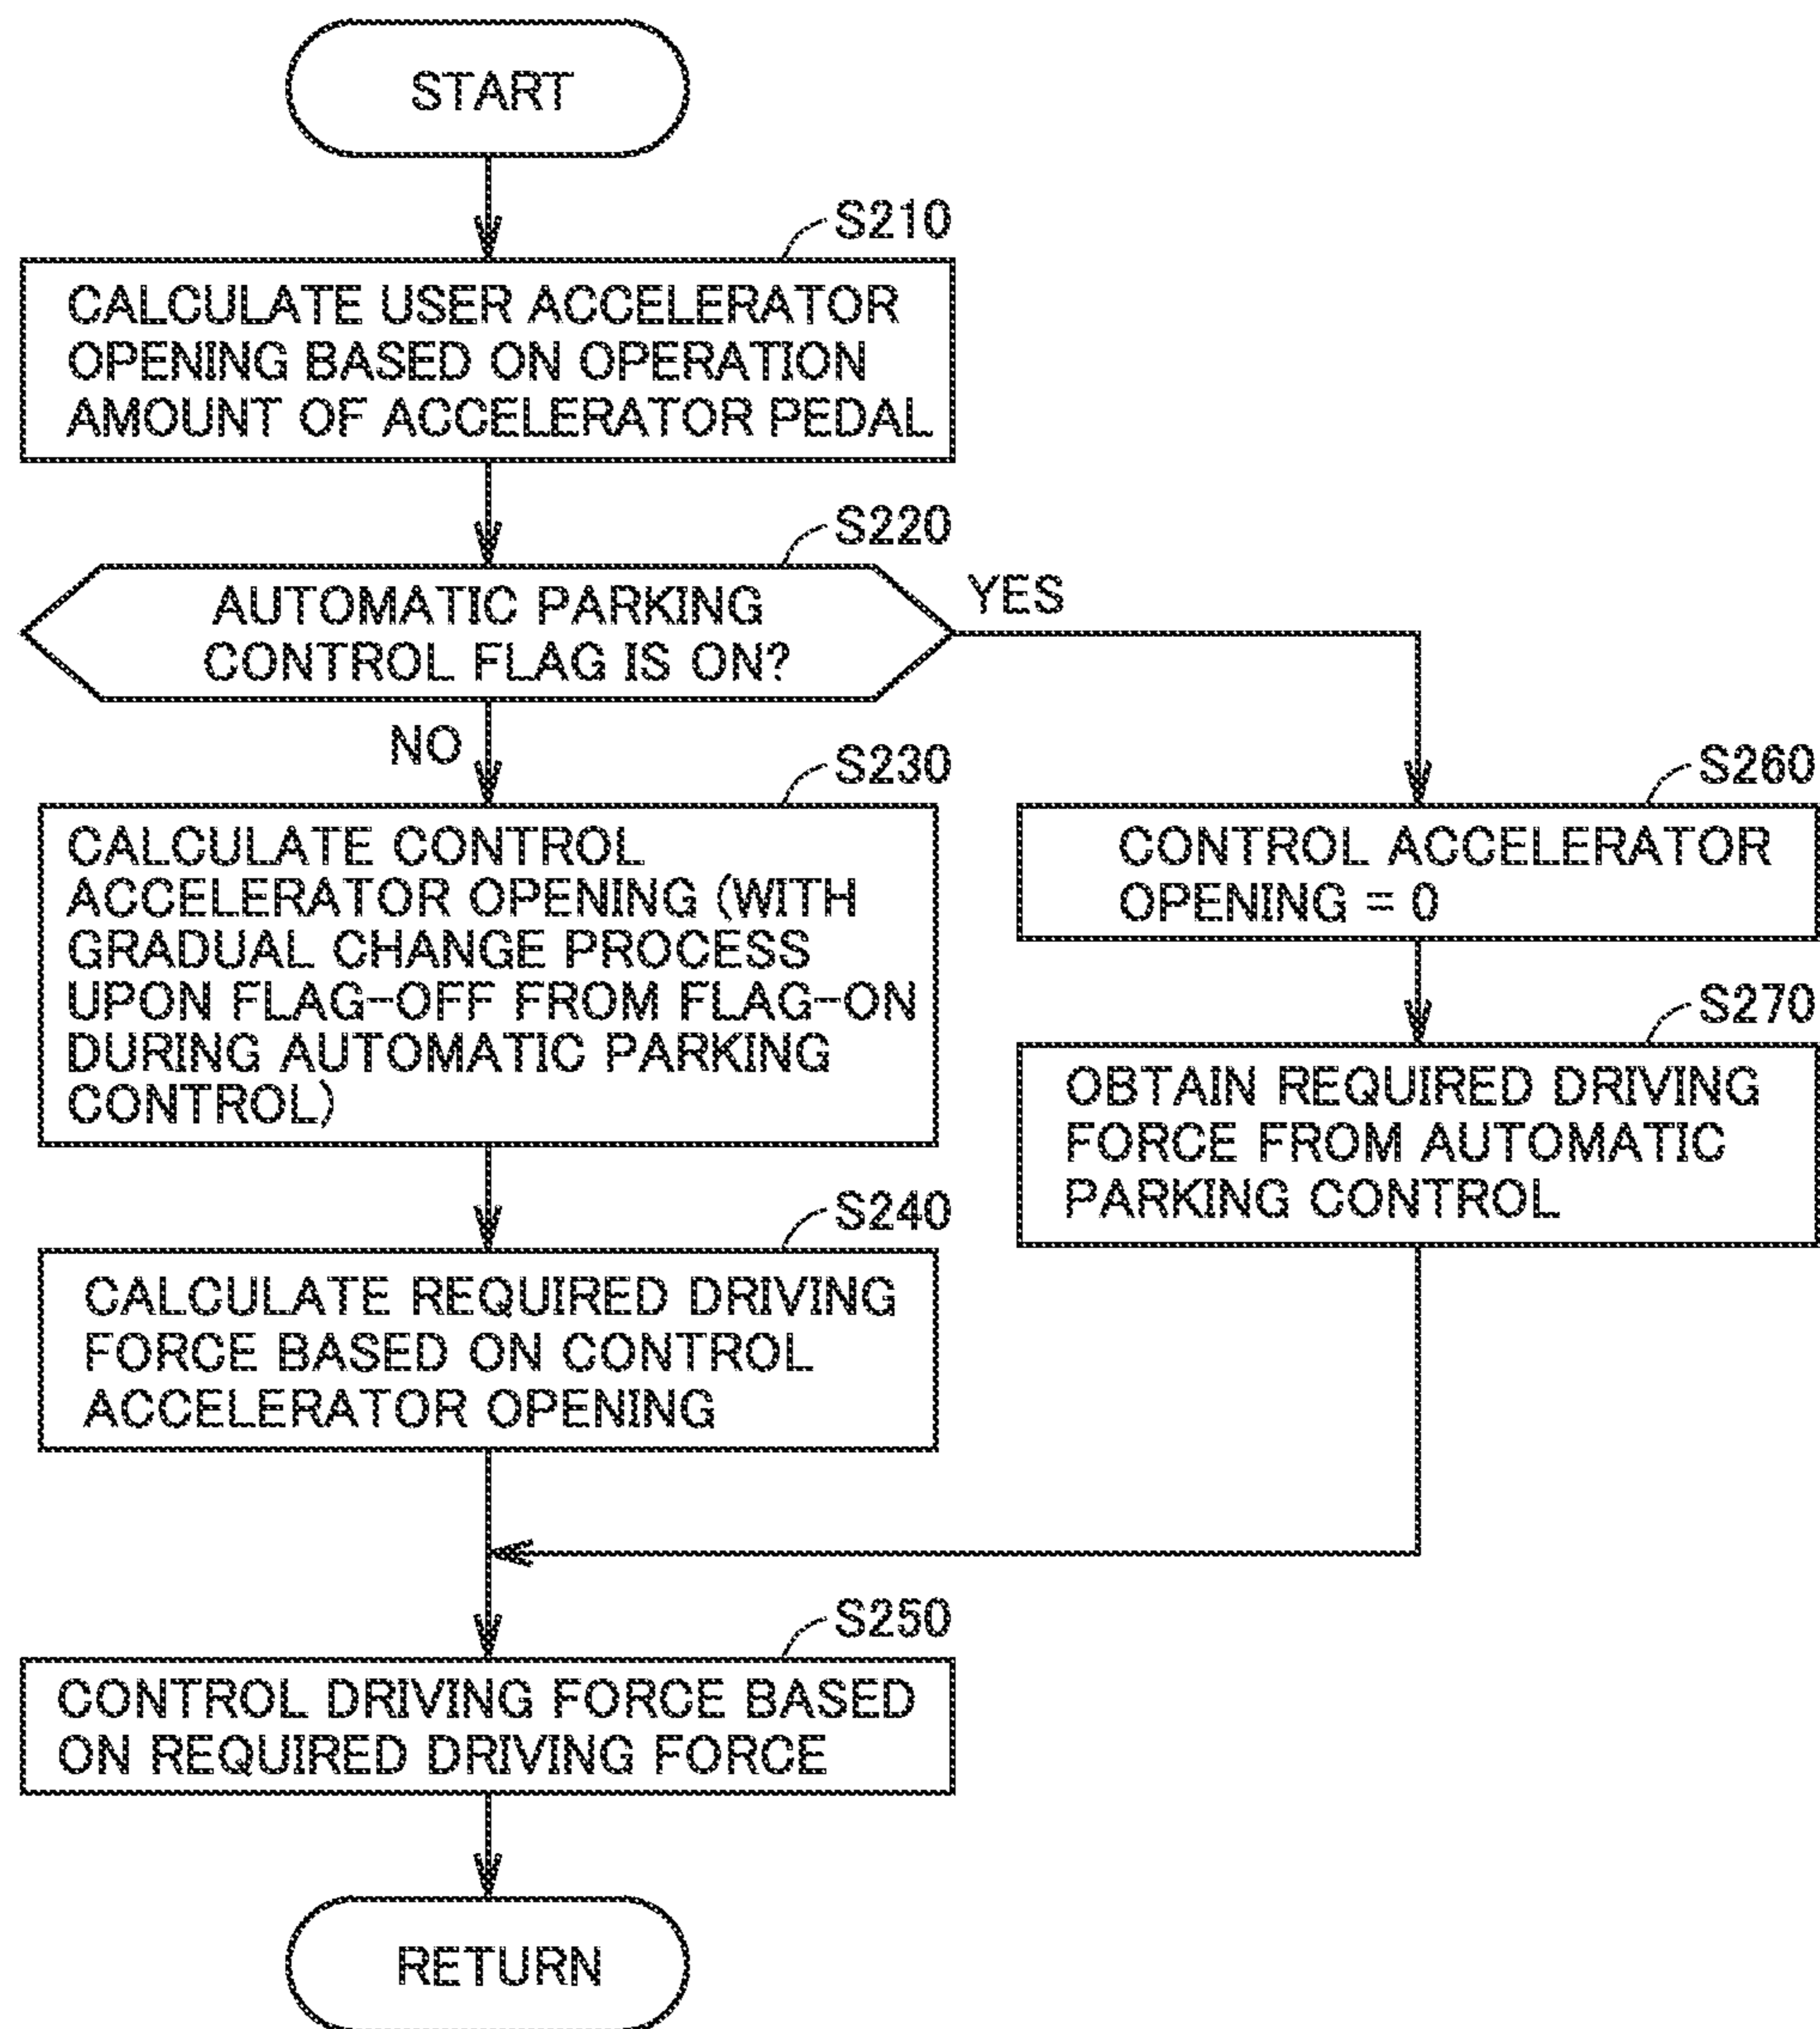 START
S210
CALCULATE USER ACCELERATOR
OPENING BASED ON OPERATION
AMOUNT OF ACCELERATOR PEDAL
S220
AUTOMATIC PARKING
CONTROL FLAG IS ON?
YES
NO
S230
CALCULATE CONTROL
ACCELERATOR OPENING (WITH
GRADUAL CHANGE PROCESS
UPON FLAG-OFF FROM FLAG-ON
DURING AUTOMATIC PARKING
CONTROL)
S260
CONTROL ACCELERATOR
OPENING = 0
S270
OBTAIN REQUIRED DRIVING
FORCE FROM AUTOMATIC
PARKING CONTROL
S240
CALCULATE REQUIRED DRIVING
FORCE BASED ON CONTROL
ACCELERATOR OPENING
S250
CONTROL DRIVING FORCE BASED
ON REQUIRED DRIVING FORCE
RETURN